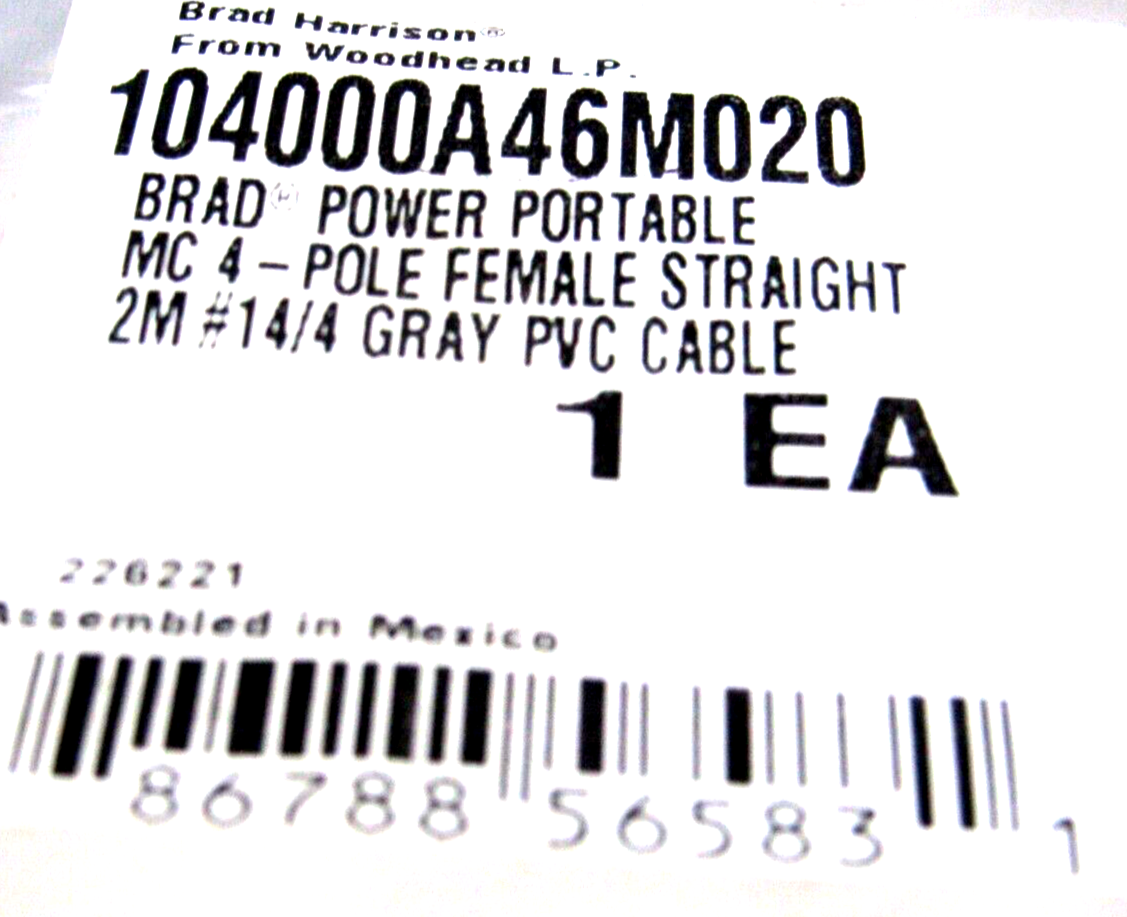 Brad Harrison®
From Woodhead L.P.
104000A46M020
BRAD® POWER PORTABLE
MC 4-POLE FEMALE STRAIGHT
2M #14/4 GRAY PVC CABLE
1 EA
226221
Assembled in Mexico
86788 56583 1